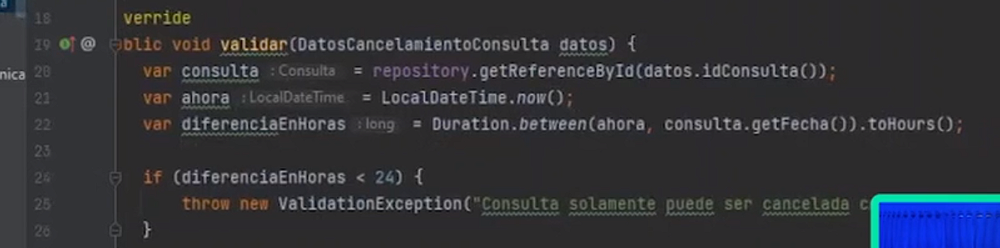 a
18 verride
19 @ blic void validar(DatosCancelamientoConsulta datos) {
nica
20 var consulta : Consulta = repository.getReferenceById(datos.idConsulta());
21 var ahora : LocalDateTime = LocalDateTime.now();
22 var diferenciaEnHoras : long = Duration.between(ahora, consulta.getFecha()).toHours();
23
24 if (diferenciaEnHoras < 24) {
25 throw new ValidationException("Consulta solamente puede ser cancelada c
26 }